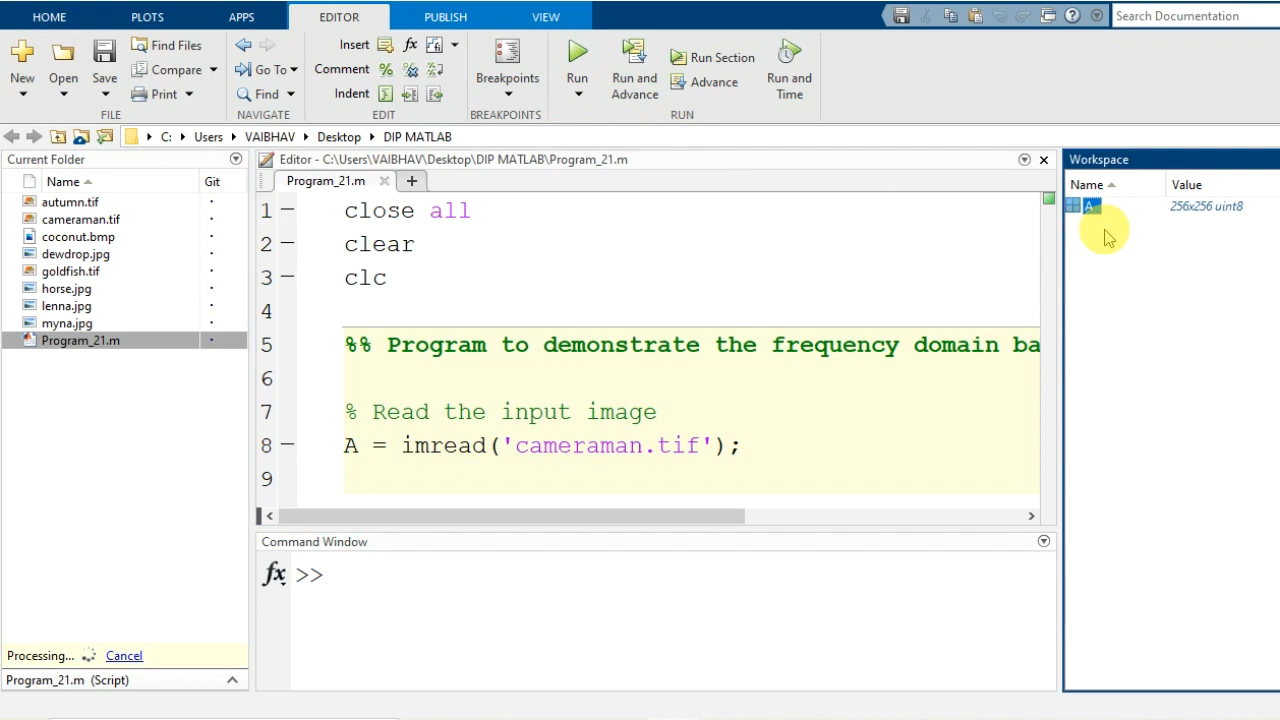 HOME PLOTS APPS EDITOR PUBLISH VIEW Search Documentation
New Open Save Find Files Compare Print
FILE
Go To Find
NAVIGATE
Insert fx
Comment % 
Indent
EDIT
Breakpoints
BREAKPOINTS
Run Run and Advance Run Section Advance Run and Time
RUN
C: Users VAIBHAV Desktop DIP MATLAB
Current Folder
Name Git
autumn.tif
cameraman.tif
coconut.bmp
dewdrop.jpg
goldfish.tif
horse.jpg
lenna.jpg
myna.jpg
Program_21.m
Processing... Cancel
Program_21.m (Script)
Editor - C:\Users\VAIBHAV\Desktop\DIP MATLAB\Program_21.m
Program_21.m
1 close all
2 clear
3 clc
4
5 %% Program to demonstrate the frequency domain ba
6
7 % Read the input image
8 A = imread('cameraman.tif');
9
Command Window
fx >>
Workspace
Name Value
A 256x256 uint8